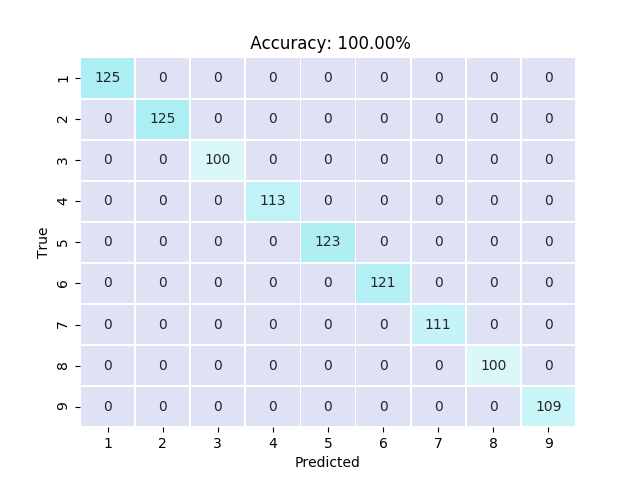 Accuracy: 100.00%
1 125 0 0 0 0 0 0 0 0
2 0 125 0 0 0 0 0 0 0
3 0 0 100 0 0 0 0 0 0
4 0 0 0 113 0 0 0 0 0
5 0 0 0 0 123 0 0 0 0
6 0 0 0 0 0 121 0 0 0
7 0 0 0 0 0 0 111 0 0
8 0 0 0 0 0 0 0 100 0
9 0 0 0 0 0 0 0 0 109
True
1 2 3 4 5 6 7 8 9
Predicted